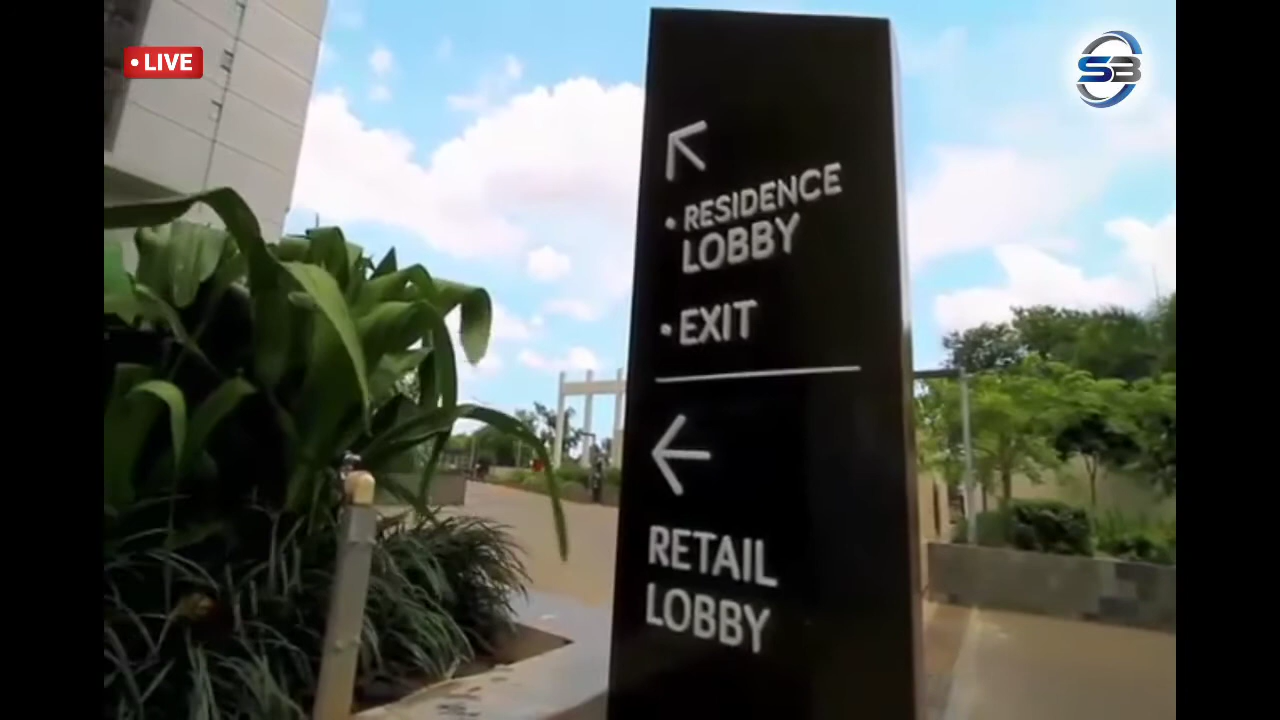 • LIVE
SB
• RESIDENCE
LOBBY
• EXIT
RETAIL
LOBBY